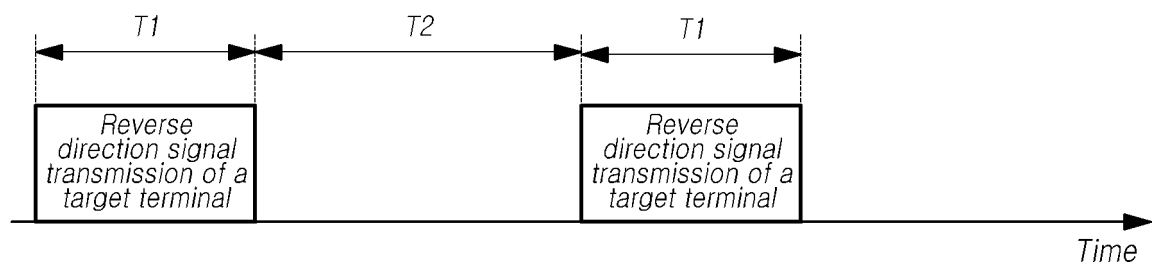 T1
T2
T1
Reverse
direction signal
transmission of a
target terminal
Reverse
direction signal
transmission of a
target terminal
Time